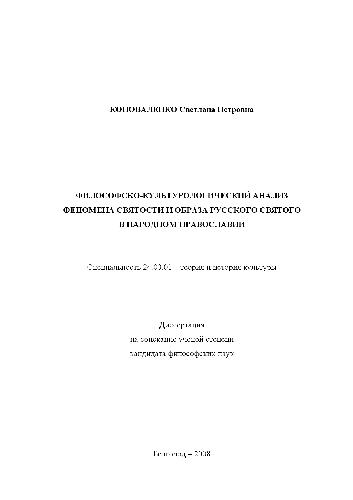 КОНОВАЛЕНКО Светлана Петровна
ФИЛОСОФСКО-КУЛЬТУРОЛОГИЧЕСКИЙ АНАЛИЗ
ФЕНОМЕНА СВЯТОСТИ И ОБРАЗА РУССКОГО СВЯТОГО
В НАРОДНОМ ПРАВОСЛАВИИ
Специальность 24.00.01 – теория и история культуры
Диссертация
на соискание ученой степени
кандидата философских наук
Белгород – 2008